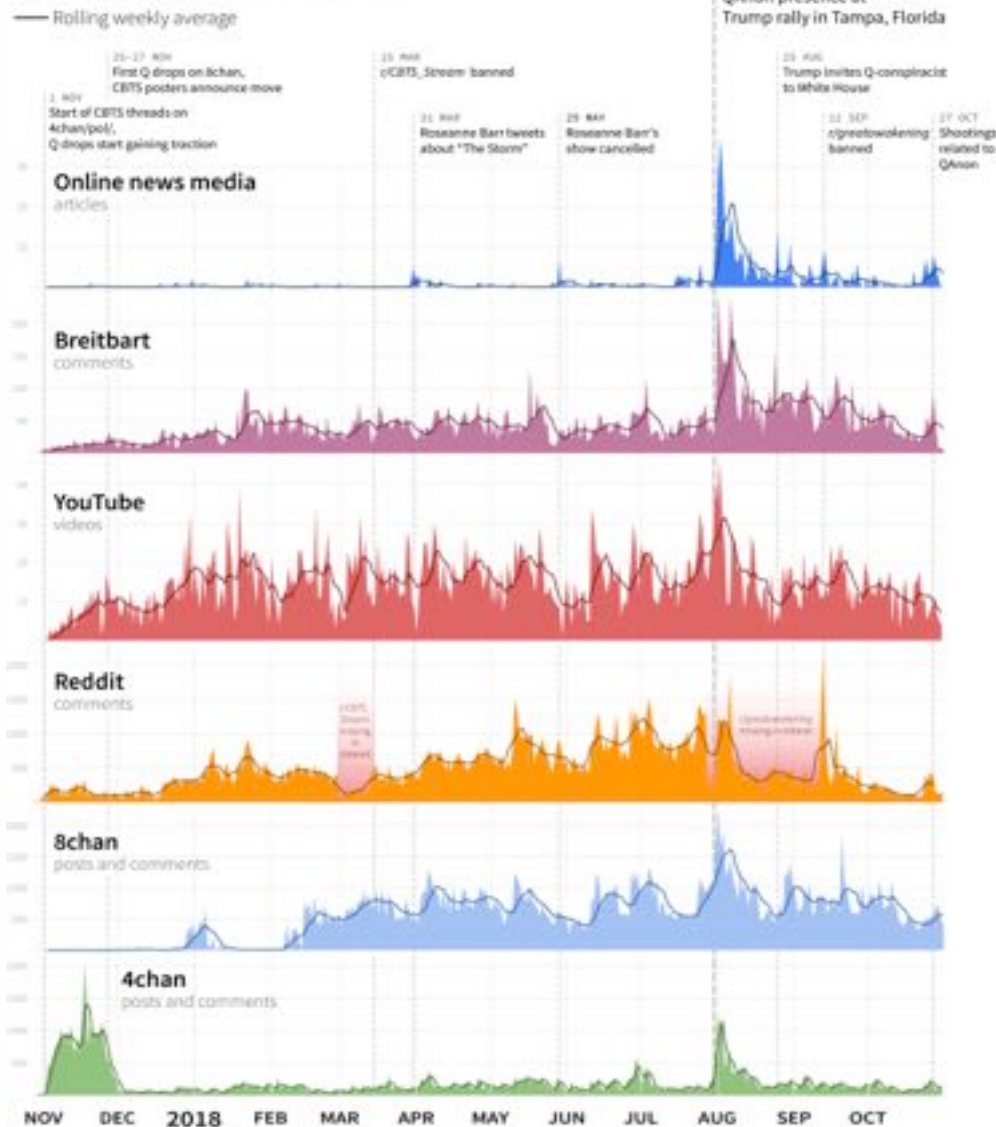 Rolling weekly average
QAnon presence at
Trump rally in Tampa, Florida
25-27 NOV
First Q drops on 8chan,
CBTS posters announce move
1 NOV
Start of CBTS threads on
4chan/pol/,
Q drops start gaining traction
r/CBTS_Stream banned
31 MAR
Roseanne Barr tweets
about "The Storm"
29 MAY
Roseanne Barr's
show cancelled
25 AUG
Trump invites Q-conspiracist
to White House
12 SEP
r/greatawakening
banned
27 OCT
Shootings
related to
QAnon
Online news media
articles
Breitbart
comments
YouTube
videos
Reddit
comments
8chan
posts and comments
4chan
posts and comments
NOV DEC 2018 FEB MAR APR MAY JUN JUL AUG SEP OCT